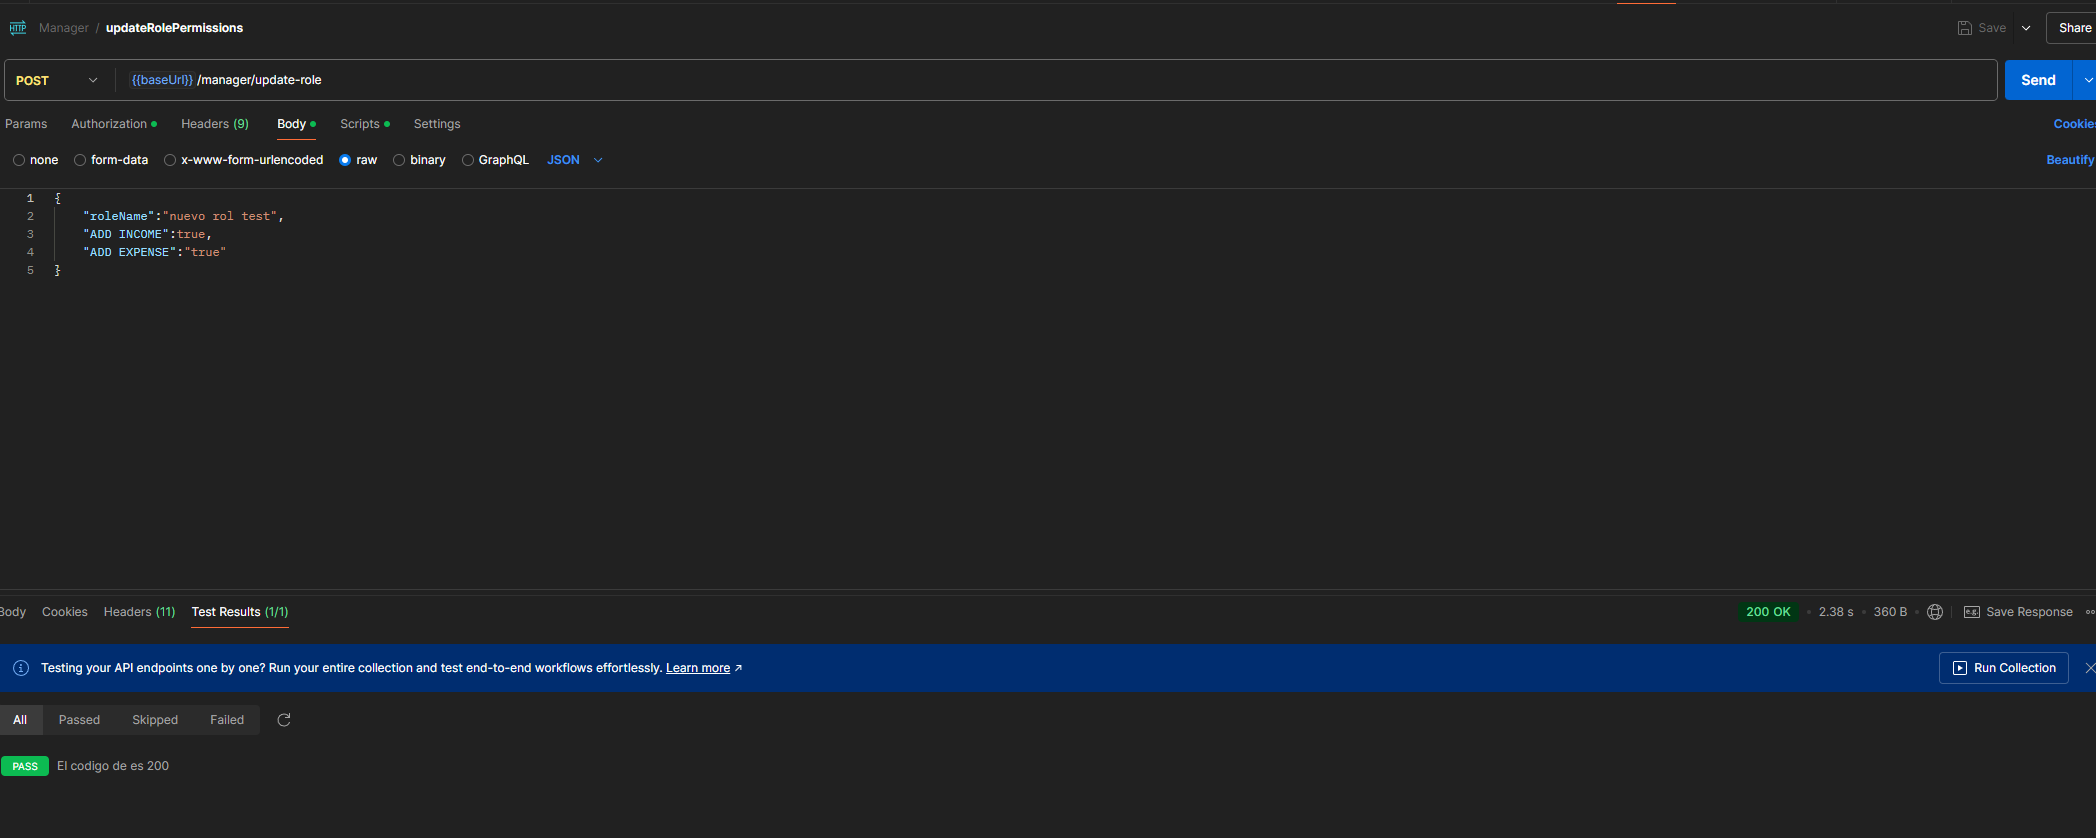 HTTP Manager / updateRolePermissions Save Share
POST {{baseUrl}} /manager/update-role Send
Params Authorization Headers (9) Body Scripts Settings Cookies
none form-data x-www-form-urlencoded raw binary GraphQL JSON Beautify
1 {
2 "roleName":"nuevo rol test",
3 "ADD INCOME":true,
4 "ADD EXPENSE":"true"
5 }
Body Cookies Headers (11) Test Results (1/1) 200 OK • 2.38 s • 360 B • e.g. Save Response
Testing your API endpoints one by one? Run your entire collection and test end-to-end workflows effortlessly. Learn more ↗ Run Collection
All Passed Skipped Failed
PASS El codigo de es 200